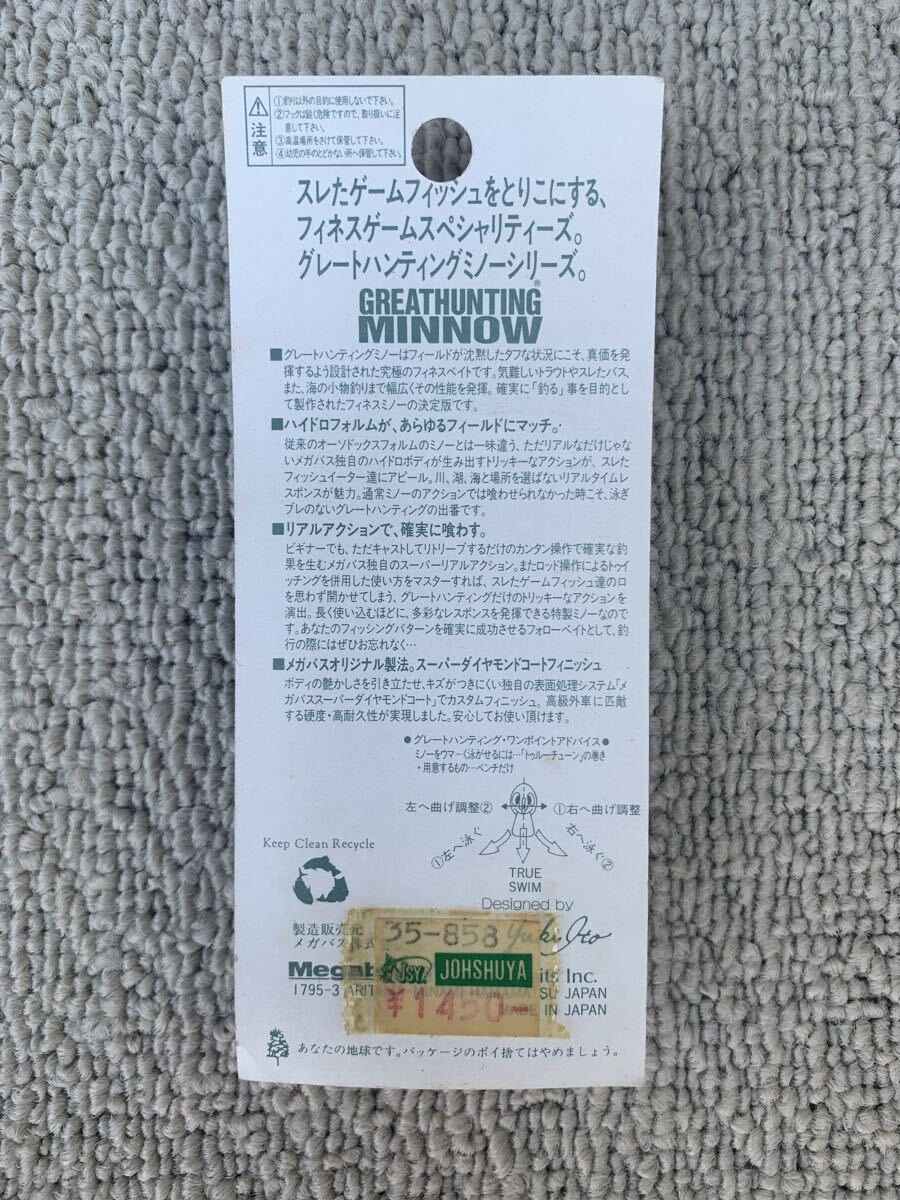 注意
①釣り以外の目的に使用しないで下さい。
②フックは鋭く危険ですので、取り扱いに注
意して下さい。
③高温場所をさけて保管して下さい。
④幼児の手のとどかない所へ保管して下さい。
スレたゲームフィッシュをとりこにする、
フィネスゲームスペシャリティーズ。
グレートハンティングミノーシリーズ。
GREATHUNTING®
MINNOW
■グレートハンティングミノーはフィールドが沈黙したタフな状況にこそ、真価を発
揮するよう設計された究極のフィネスベイトです。気難しいトラウトやスレたバス、
また、海の小物釣りまで幅広くその性能を発揮。確実に「釣る」事を目的とし
て製作されたフィネスミノーの決定版です。
■ハイドロフォルムが、あらゆるフィールドにマッチ。
従来のオーソドックスフォルムのミノーとは一味違う、ただリアルなだけじゃな
いメガバス独自のハイドロボディが生み出すトリッキーなアクションが、スレた
フィッシュイーター達にアピール。川、湖、海と場所を選ばないリアルタイムレ
スポンスが魅力。通常ミノーのアクションでは喰わせられなかった時こそ、泳ぎ
ブレのないグレートハンティングの出番です。
■リアルアクションで、確実に喰わす。
ビギナーでも、ただキャストしてリトリーブするだけのカンタン操作で確実な釣
果を生むメガバス独自のスーパーリアルアクション。またロッド操作によるトゥイ
ッチングを併用した使い方をマスターすれば、スレたゲームフィッシュ達の口
を思わず開かせてしまう、グレートハンティングだけのトリッキーなアクションを
演出。長く使い込むほどに、多彩なレスポンスを発揮できる特製ミノーなので
す。あなたのフィッシングパターンを確実に成功させるフォローベイトとして、釣
行の際にはぜひお忘れなく…
■メガバスオリジナル製法。スーパーダイヤモンドコートフィニッシュ
ボディの艶かしさを引き立たせ、キズがつきにくい独自の表面処理システム「メ
ガバススーパーダイヤモンドコート」でカスタムフィニッシュ。高級外車に匹敵
する硬度・高耐久性が実現しました。安心してお使い頂けます。
●グレートハンティング・ワンポイントアドバイス●
ミノーをウマ〜く泳がせるには…「トゥルーチューン」の巻き
・用意するもの…ペンチだけ
左へ曲げ調整② ①右へ曲げ調整
①左へ泳ぐ 右へ泳ぐ②
TRUE
SWIM
Keep Clean Recycle
Designed by
Yuki Ito
製造販売元
メガバス株式
35-858
Megab its Inc.
JSY JOHSHUYA
1795-3 ARIT SU JAPAN
¥1450-
MADE IN JAPAN
あなたの地球です。パッケージのポイ捨てはやめましょう。